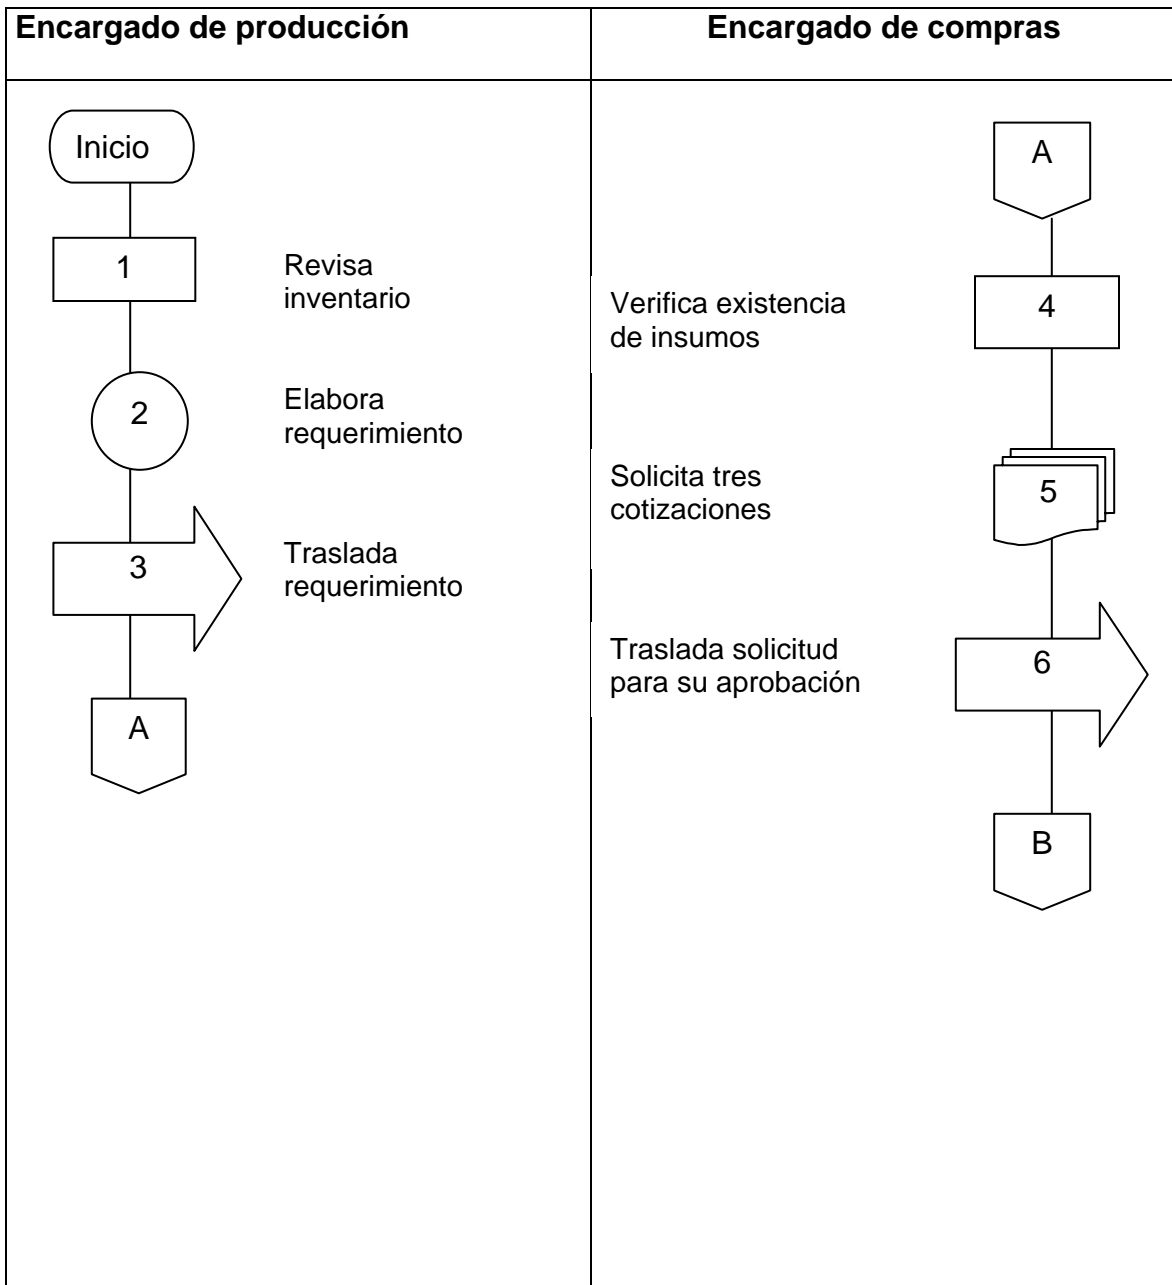 Encargado de producción
Encargado de compras
Inicio
1
Revisa
inventario
2
Elabora
requerimiento
3
Traslada
requerimiento
A
A
Verifica existencia
de insumos
4
Solicita tres
cotizaciones
5
Traslada solicitud
para su aprobación
6
B